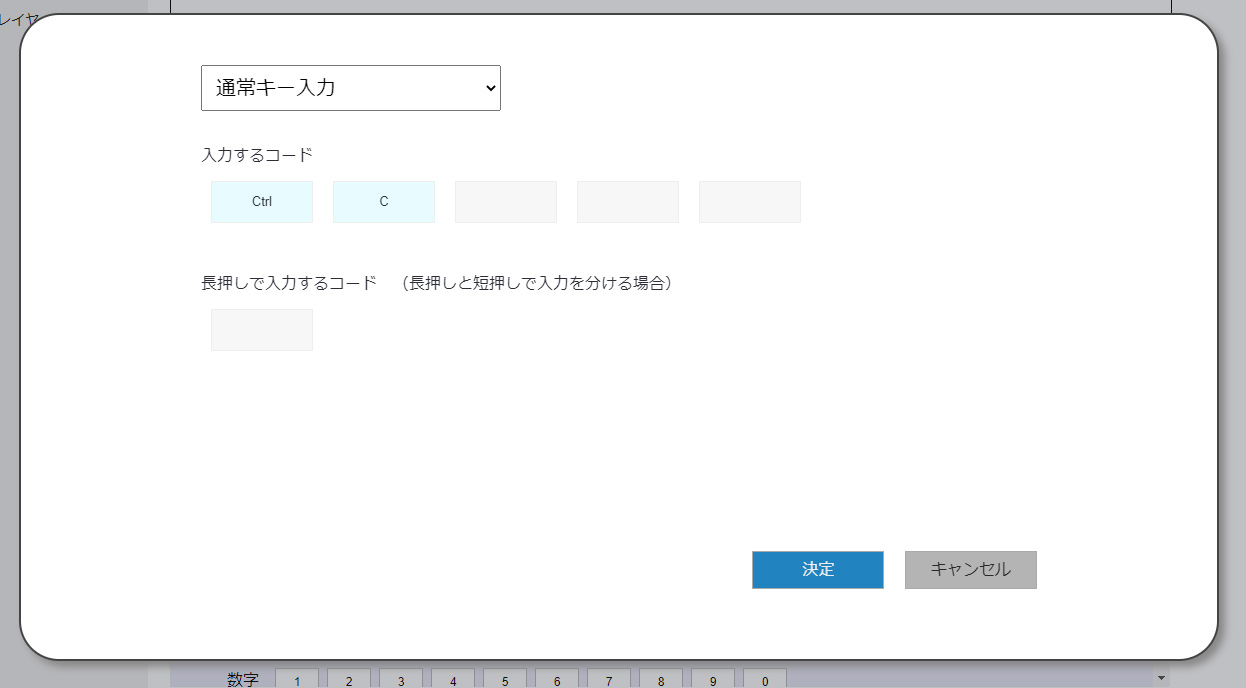 レイヤ
通常キー入力
入力するコード
Ctrl C
長押しで入力するコード （長押しと短押しで入力を分ける場合）
決定 キャンセル
数字 1 2 3 4 5 6 7 8 9 0